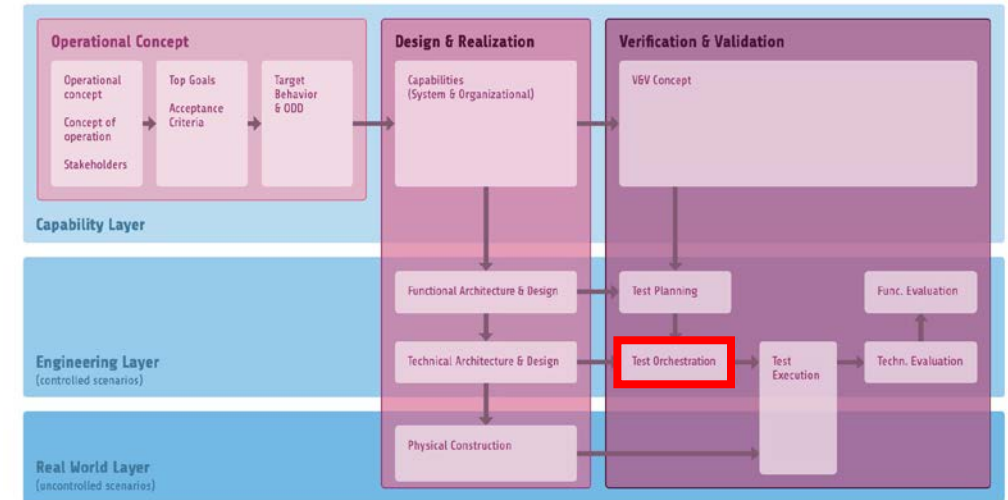 Operational Concept
Operational
concept
Concept of
operation
Stakeholders
Top Goals
Acceptance
Criteria
Target
Behavior
& ODD
Design & Realization
Capabilities
(System & Organizational)
Verification & Validation
V&V Concept
Capability Layer
Functional Architecture & Design
Test Planning
Func. Evaluation
Engineering Layer
(controlled scenarios)
Technical Architecture & Design
Test Orchestration
Test
Execution
Techn. Evaluation
Physical Construction
Real World Layer
(uncontrolled scenarios)